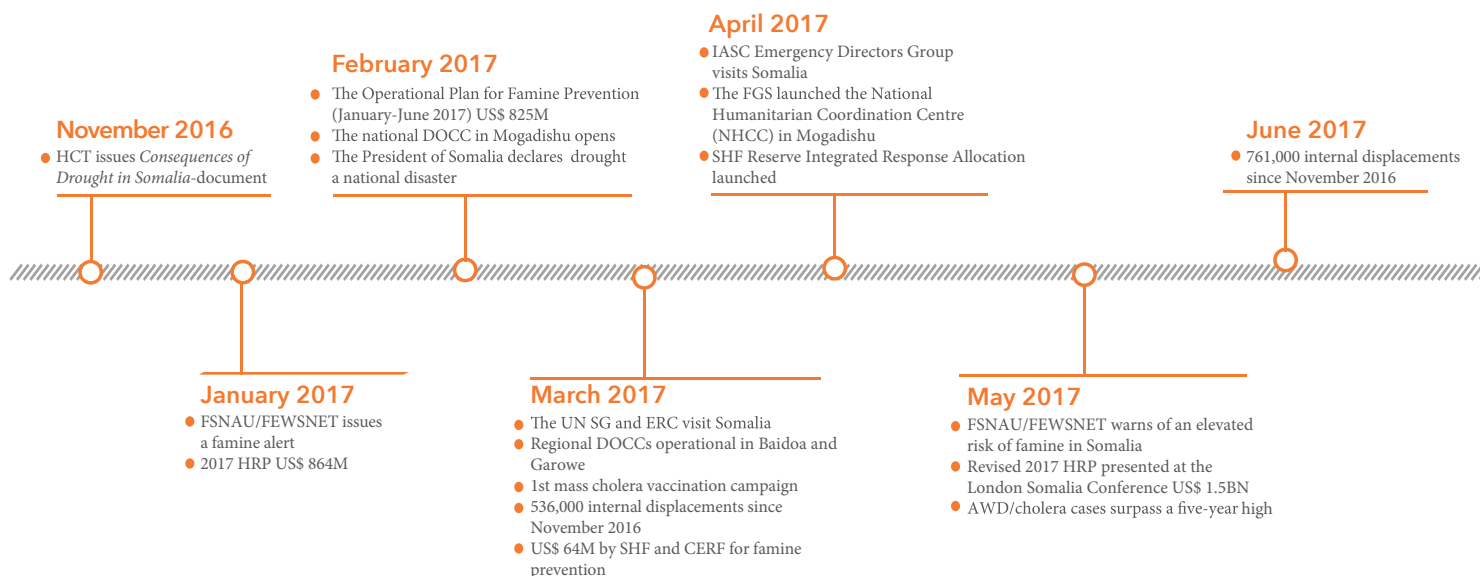 November 2016
HCT issues Consequences of
Drought in Somalia-document
January 2017
FSNAU/FEWSNET issues
a famine alert
2017 HRP US$ 864M
February 2017
The Operational Plan for Famine Prevention
(January-June 2017) US$ 825M
The national DOCC in Mogadishu opens
The President of Somalia declares drought
a national disaster
March 2017
The UN SG and ERC visit Somalia
Regional DOCCs operational in Baidoa and
Garowe
1st mass cholera vaccination campaign
536,000 internal displacements since
November 2016
US$ 64M by SHF and CERF for famine
prevention
April 2017
IASC Emergency Directors Group
visits Somalia
The FGS launched the National
Humanitarian Coordination Centre
(NHCC) in Mogadishu
SHF Reserve Integrated Response Allocation
launched
May 2017
FSNAU/FEWSNET warns of an elevated
risk of famine in Somalia
Revised 2017 HRP presented at the
London Somalia Conference US$ 1.5BN
AWD/cholera cases surpass a five-year high
June 2017
761,000 internal displacements
since November 2016